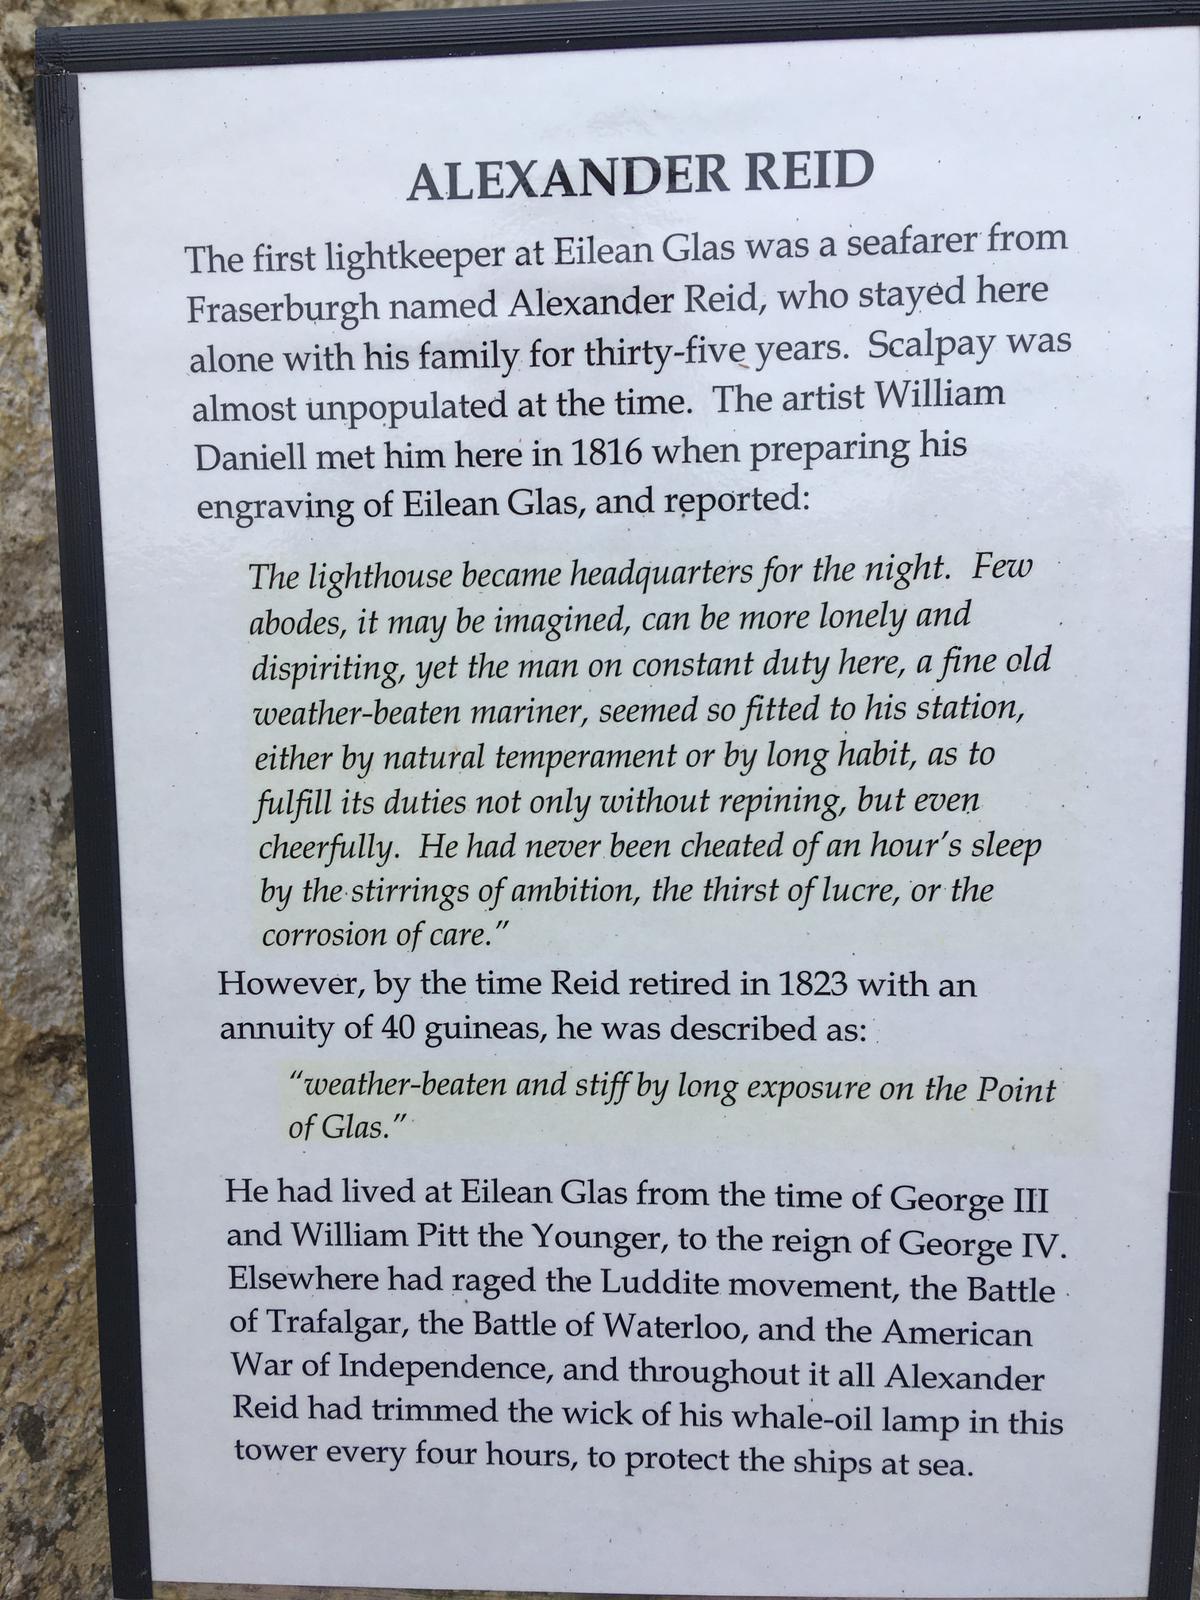 ALEXANDER REID
The first lightkeeper at Eilean Glas was a seafarer from
Fraserburgh named Alexander Reid, who stayed here
alone with his family for thirty-five years.  Scalpay was
almost unpopulated at the time.  The artist William
Daniell met him here in 1816 when preparing his
engraving of Eilean Glas, and reported:
The lighthouse became headquarters for the night.  Few
abodes, it may be imagined, can be more lonely and
dispiriting, yet the man on constant duty here, a fine old
weather-beaten mariner, seemed so fitted to his station,
either by natural temperament or by long habit, as to
fulfill its duties not only without repining, but even
cheerfully.  He had never been cheated of an hour's sleep
by the stirrings of ambition, the thirst of lucre, or the
corrosion of care."
However, by the time Reid retired in 1823 with an
annuity of 40 guineas, he was described as:
"weather-beaten and stiff by long exposure on the Point
of Glas."
He had lived at Eilean Glas from the time of George III
and William Pitt the Younger, to the reign of George IV.
Elsewhere had raged the Luddite movement, the Battle
of Trafalgar, the Battle of Waterloo, and the American
War of Independence, and throughout it all Alexander
Reid had trimmed the wick of his whale-oil lamp in this
tower every four hours, to protect the ships at sea.